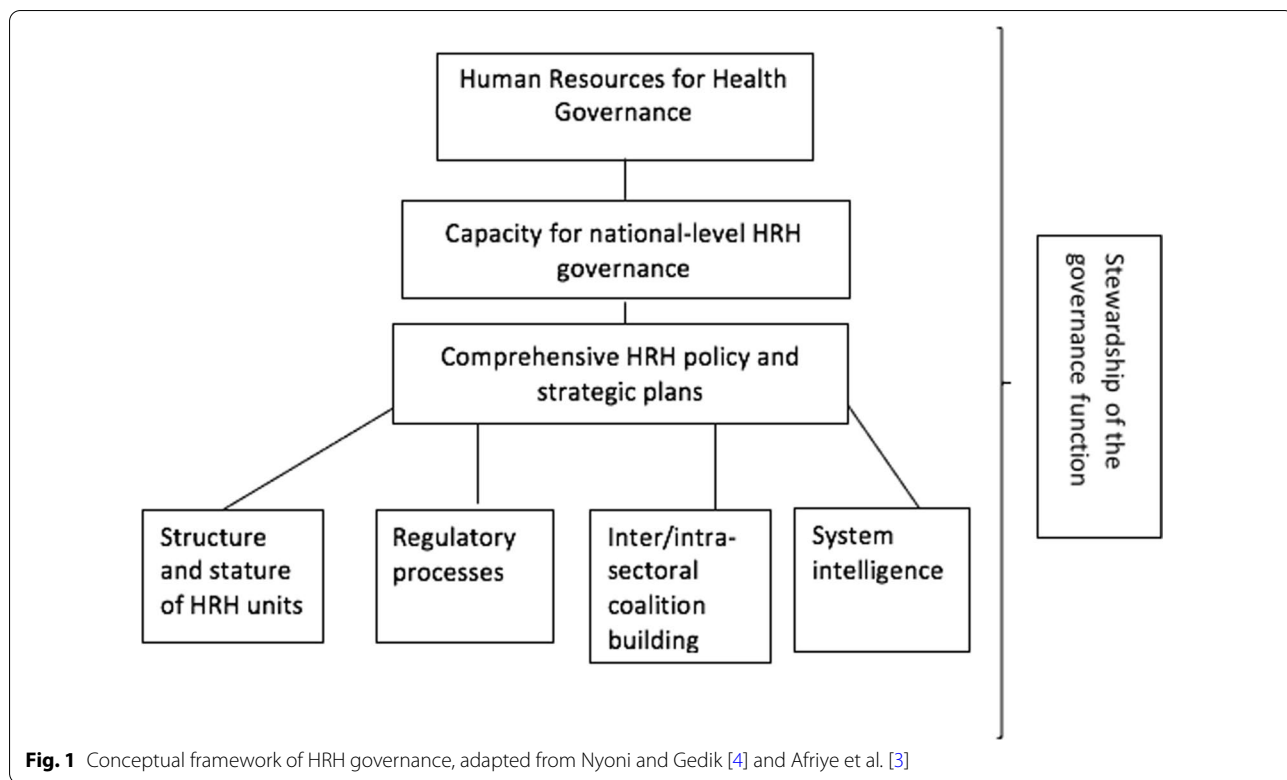 Human Resources for Health
Governance
Capacity for national-level HRH
governance
Comprehensive HRH policy and
strategic plans
Structure
and stature
of HRH units
Regulatory
processes
Inter/intra-
sectoral
coalition
building
System
intelligence
Stewardship of the
governance function
Fig. 1 Conceptual framework of HRH governance, adapted from Nyoni and Gedik [4] and Afriye et al. [3]